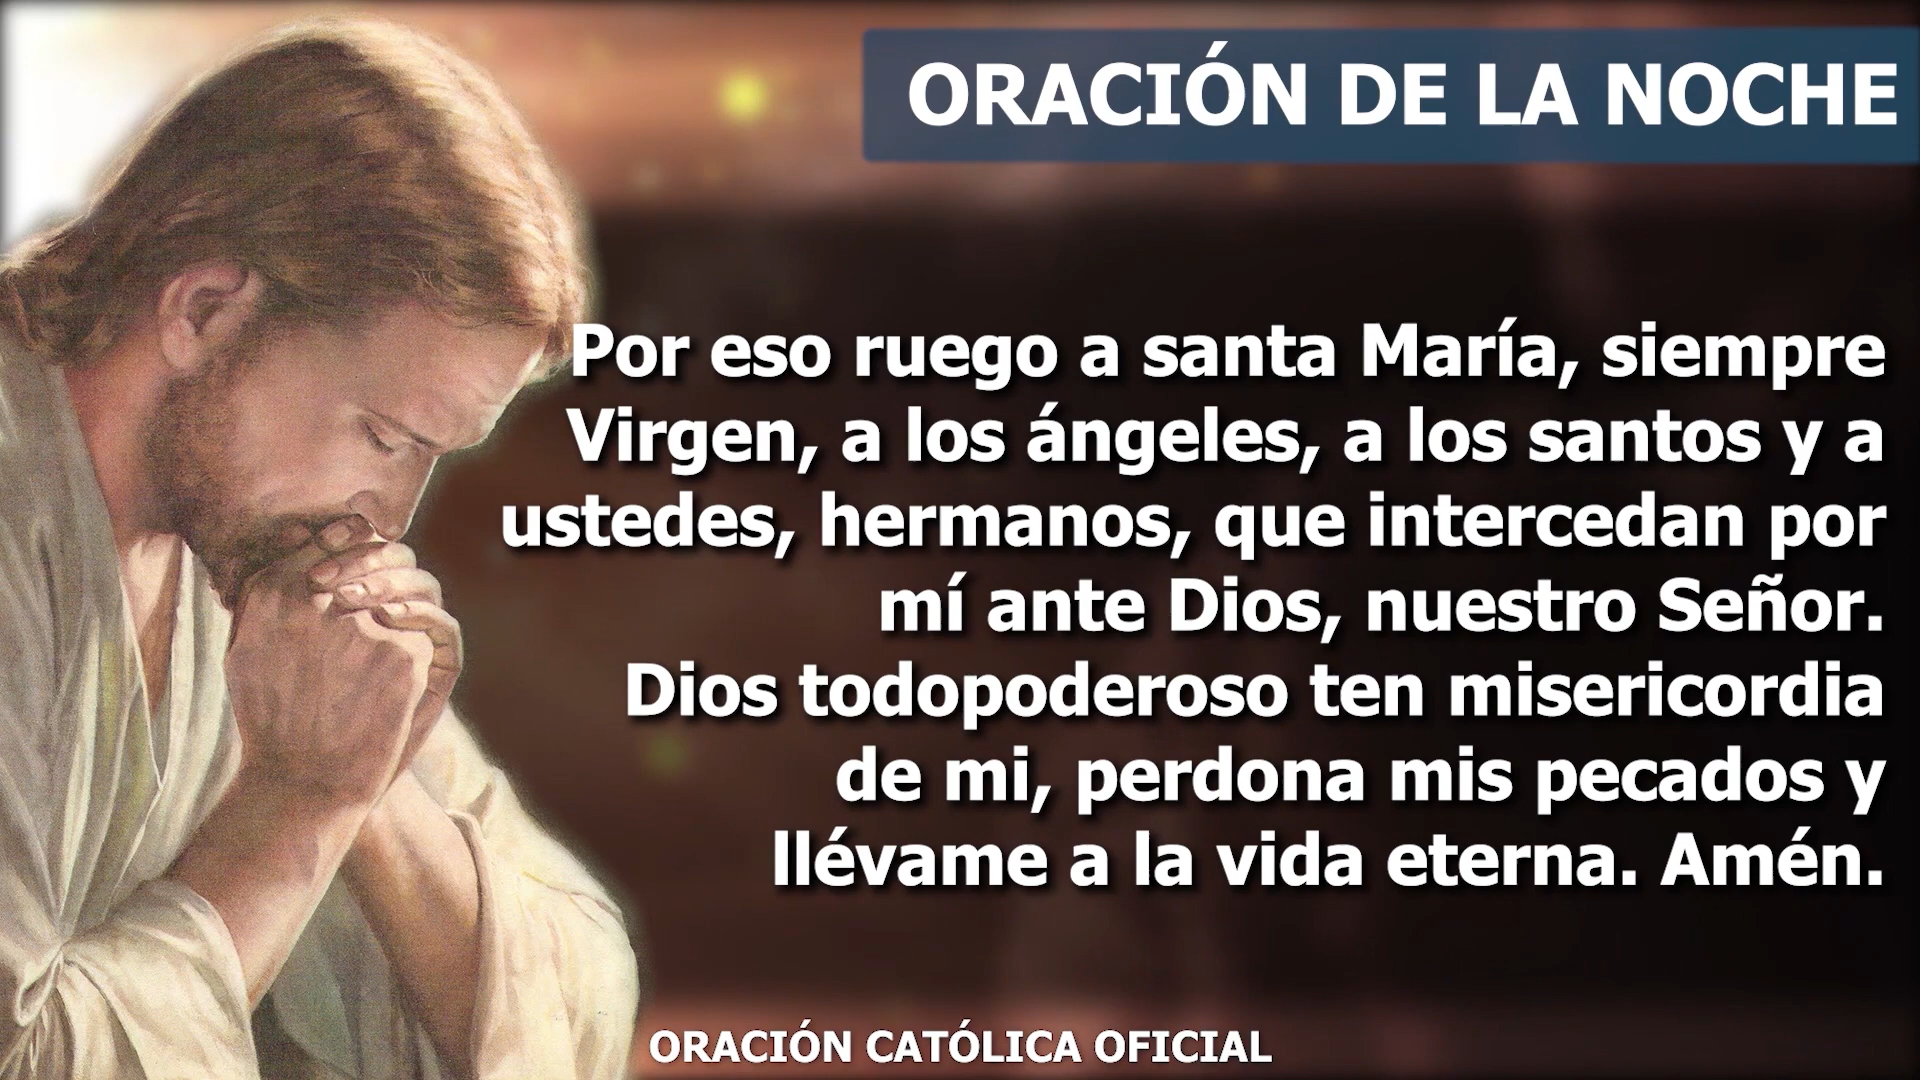 ORACIÓN DE LA NOCHE
Por eso ruego a santa María, siempre
Virgen, a los ángeles, a los santos y a
ustedes, hermanos, que intercedan por
mí ante Dios, nuestro Señor.
Dios todopoderoso ten misericordia
de mi, perdona mis pecados y
llévame a la vida eterna. Amén.
ORACIÓN CATÓLICA OFICIAL